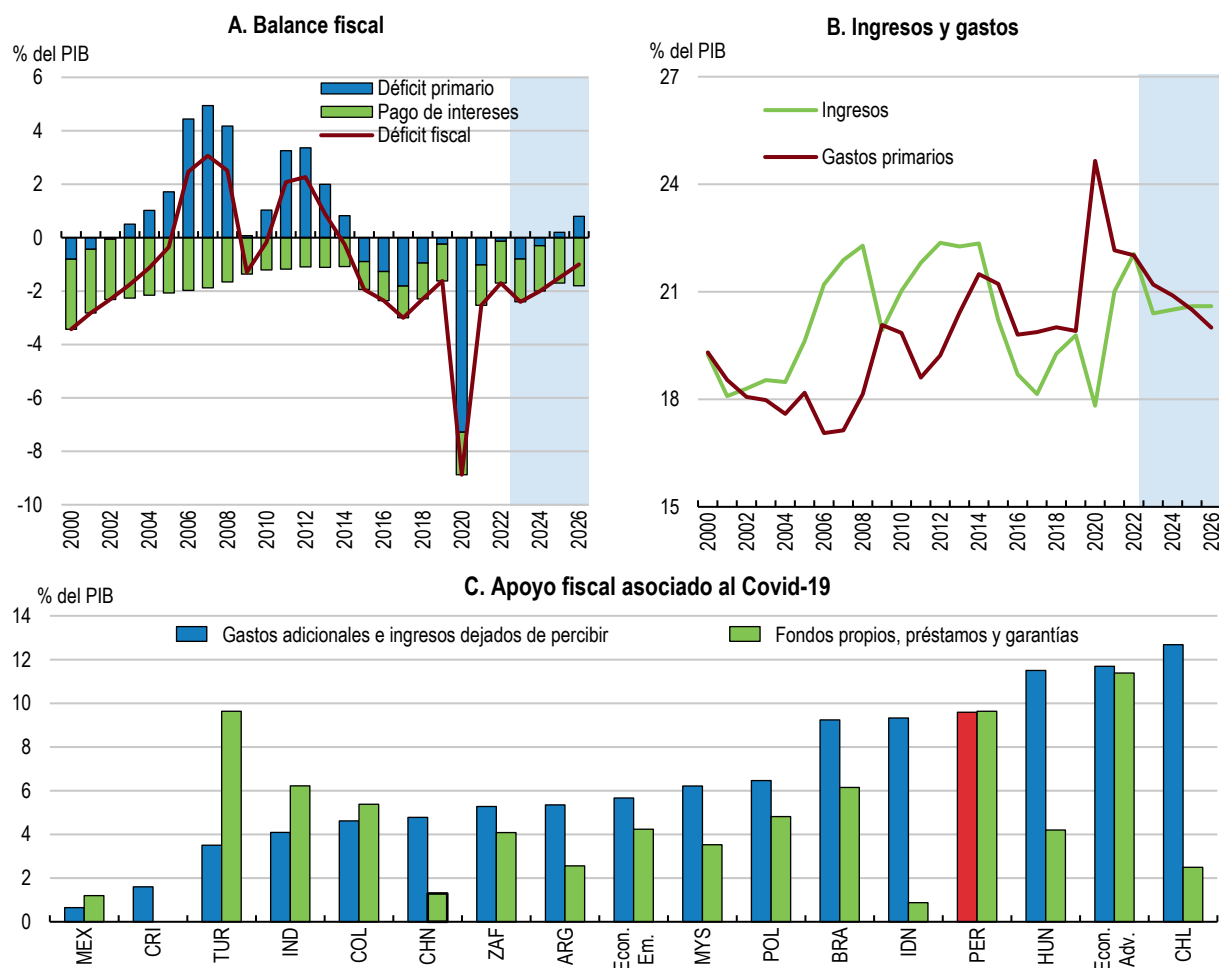 A. Balance fiscal
% del PIB
Déficit primario
Pago de intereses
Déficit fiscal
6
4
2
0
-2
-4
-6
-8
-10
2000
2002
2004
2006
2008
2010
2012
2014
2016
2018
2020
2022
2024
2026
B. Ingresos y gastos
% del PIB
Ingresos
Gastos primarios
27
24
21
18
15
2000
2002
2004
2006
2008
2010
2012
2014
2016
2018
2020
2022
2024
2026
C. Apoyo fiscal asociado al Covid-19
% del PIB
Gastos adicionales e ingresos dejados de percibir
Fondos propios, préstamos y garantías
14
12
10
8
6
4
2
0
MEX
CRI
TUR
IND
COL
CHN
ZAF
ARG
Econ.
Em.
MYS
POL
BRA
IDN
PER
HUN
Econ.
Adv.
CHL